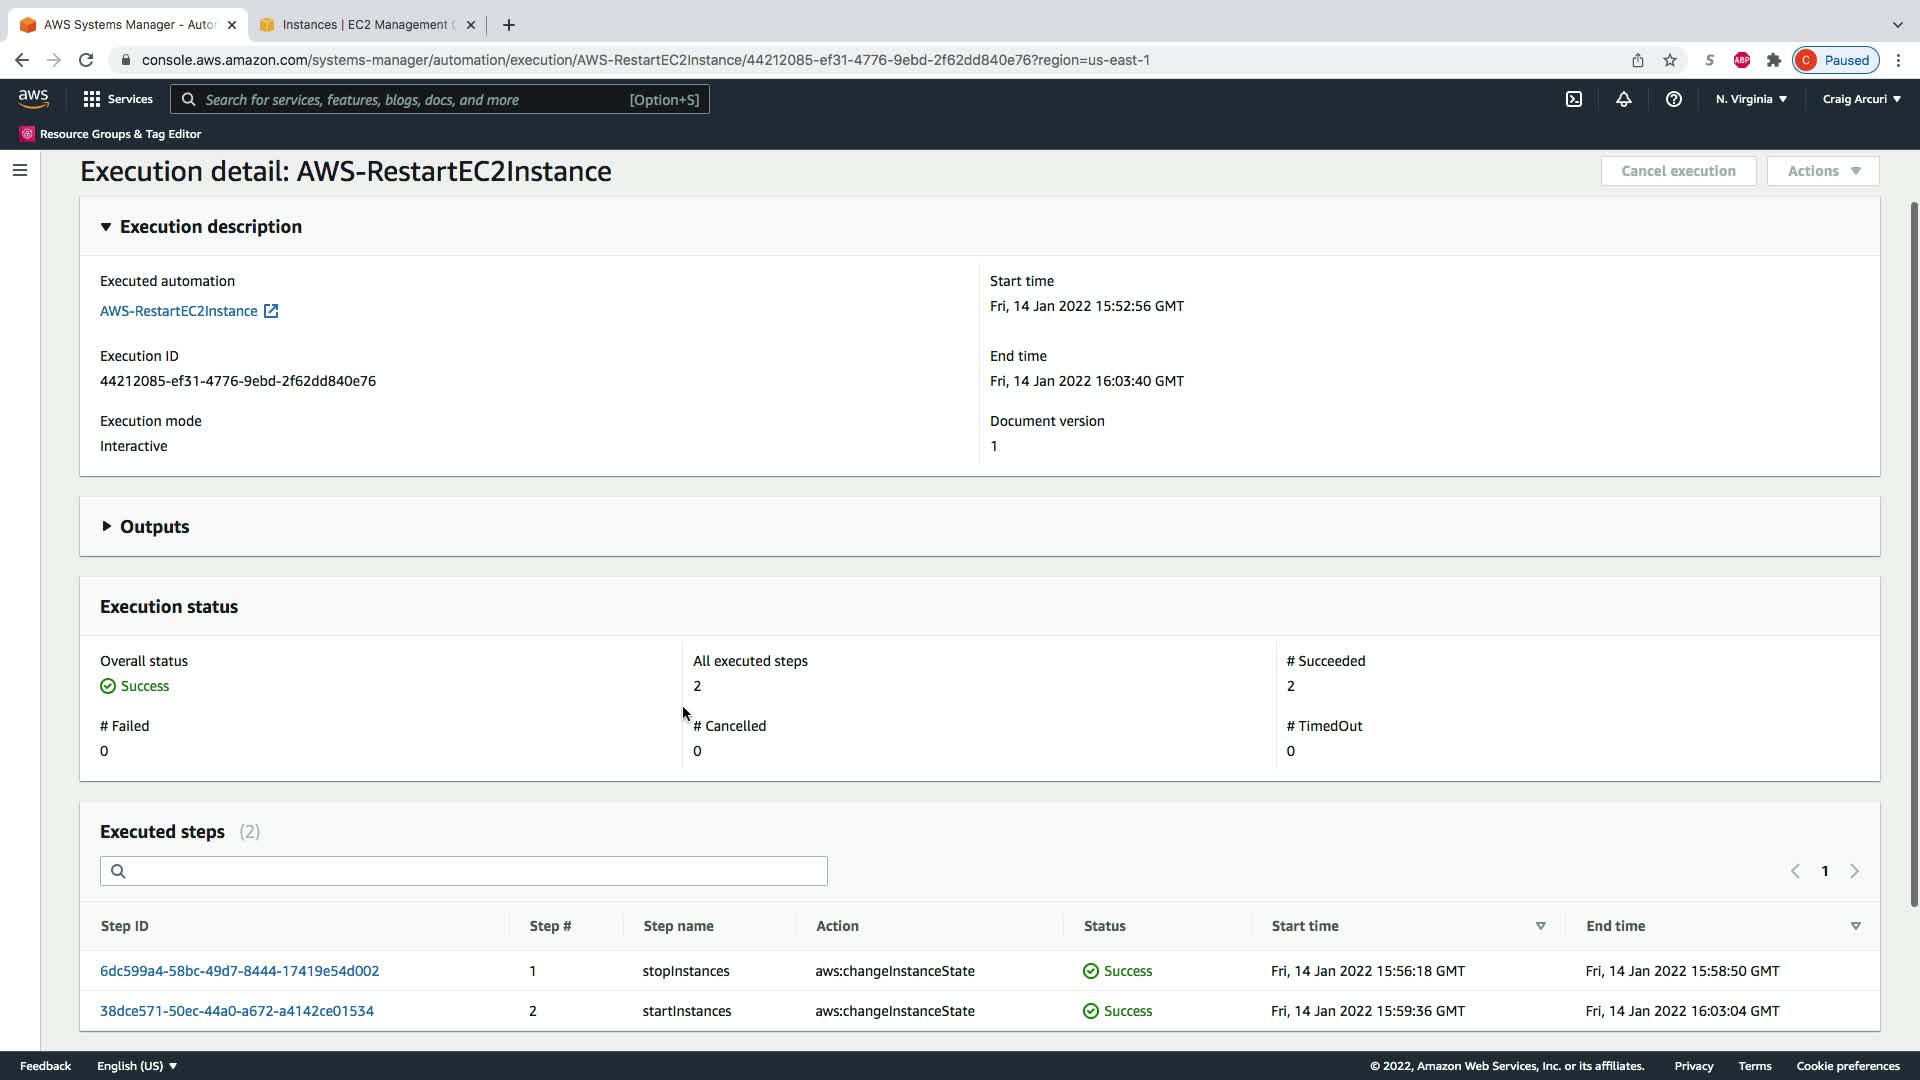 AWS Systems Manager - Auto
Instances | EC2 Management C
console.aws.amazon.com/systems-manager/automation/execution/AWS-RestartEC2Instance/44212085-ef31-4776-9ebd-2f62dd840e76?region=us-east-1
S
ABP
C Paused
aws
Services
Search for services, features, blogs, docs, and more [Option+S]
N. Virginia
Craig Arcuri
Resource Groups & Tag Editor
Execution detail: AWS-RestartEC2Instance
Cancel execution
Actions
Execution description
Executed automation
AWS-RestartEC2Instance
Start time
Fri, 14 Jan 2022 15:52:56 GMT
Execution ID
44212085-ef31-4776-9ebd-2f62dd840e76
End time
Fri, 14 Jan 2022 16:03:40 GMT
Execution mode
Interactive
Document version
1
Outputs
Execution status
Overall status
Success
All executed steps
2
# Succeeded
2
# Failed
0
# Cancelled
0
# TimedOut
0
Executed steps (2)
1
Step ID Step # Step name Action Status Start time End time
6dc599a4-58bc-49d7-8444-17419e54d002 1 stopInstances aws:changeInstanceState Success Fri, 14 Jan 2022 15:56:18 GMT Fri, 14 Jan 2022 15:58:50 GMT
38dce571-50ec-44a0-a672-a4142ce01534 2 startInstances aws:changeInstanceState Success Fri, 14 Jan 2022 15:59:36 GMT Fri, 14 Jan 2022 16:03:04 GMT
Feedback English (US) © 2022, Amazon Web Services, Inc. or its affiliates. Privacy Terms Cookie preferences